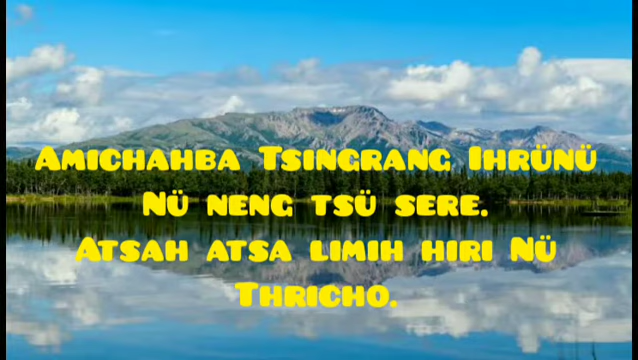 Amichahba Tsingrang Ihrünü
Nü neng tsü sere.
Atsah atsa limih hiri Nü
Thricho.